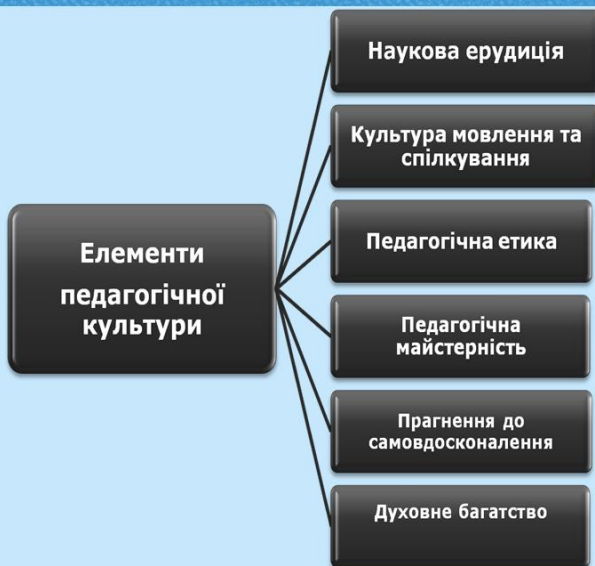 Наукова ерудиція
Культура мовлення та
спілкування
Педагогічна етика
Елементи
педагогічної
культури
Педагогічна
майстерність
Прагнення до
самовдосконалення
Духовне багатство